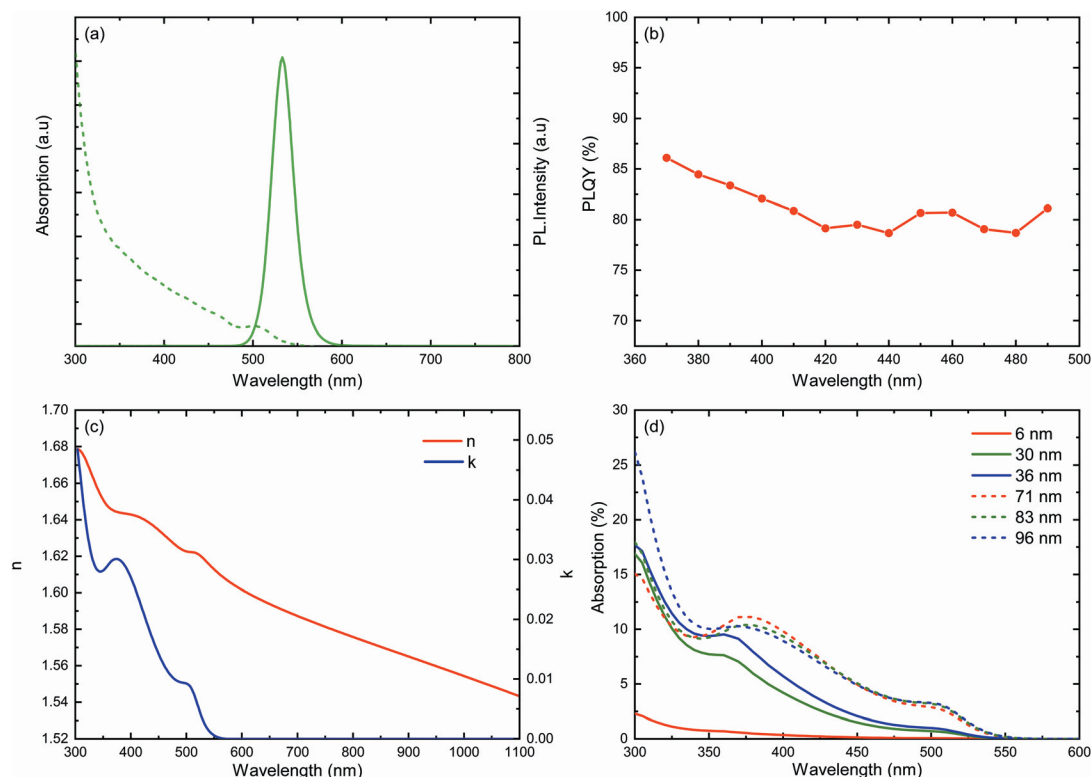 (a)
Absorption (a.u)
PL.Intensity (a.u)
300 400 500 600 700 800
Wavelength (nm)
(b)
PLQY (%)
100
95
90
85
80
75
70
360 380 400 420 440 460 480 500
Wavelength (nm)
(c)
n
k
n
1.70
1.68
1.66
1.64
1.62
1.60
1.58
1.56
1.54
1.52
k
0.05
0.04
0.03
0.02
0.01
0.00
300 400 500 600 700 800 900 1000 1100
Wavelength (nm)
(d)
6 nm
30 nm
36 nm
71 nm
83 nm
96 nm
Absorption (%)
30
25
20
15
10
5
0
300 350 400 450 500 550 600
Wavelength (nm)